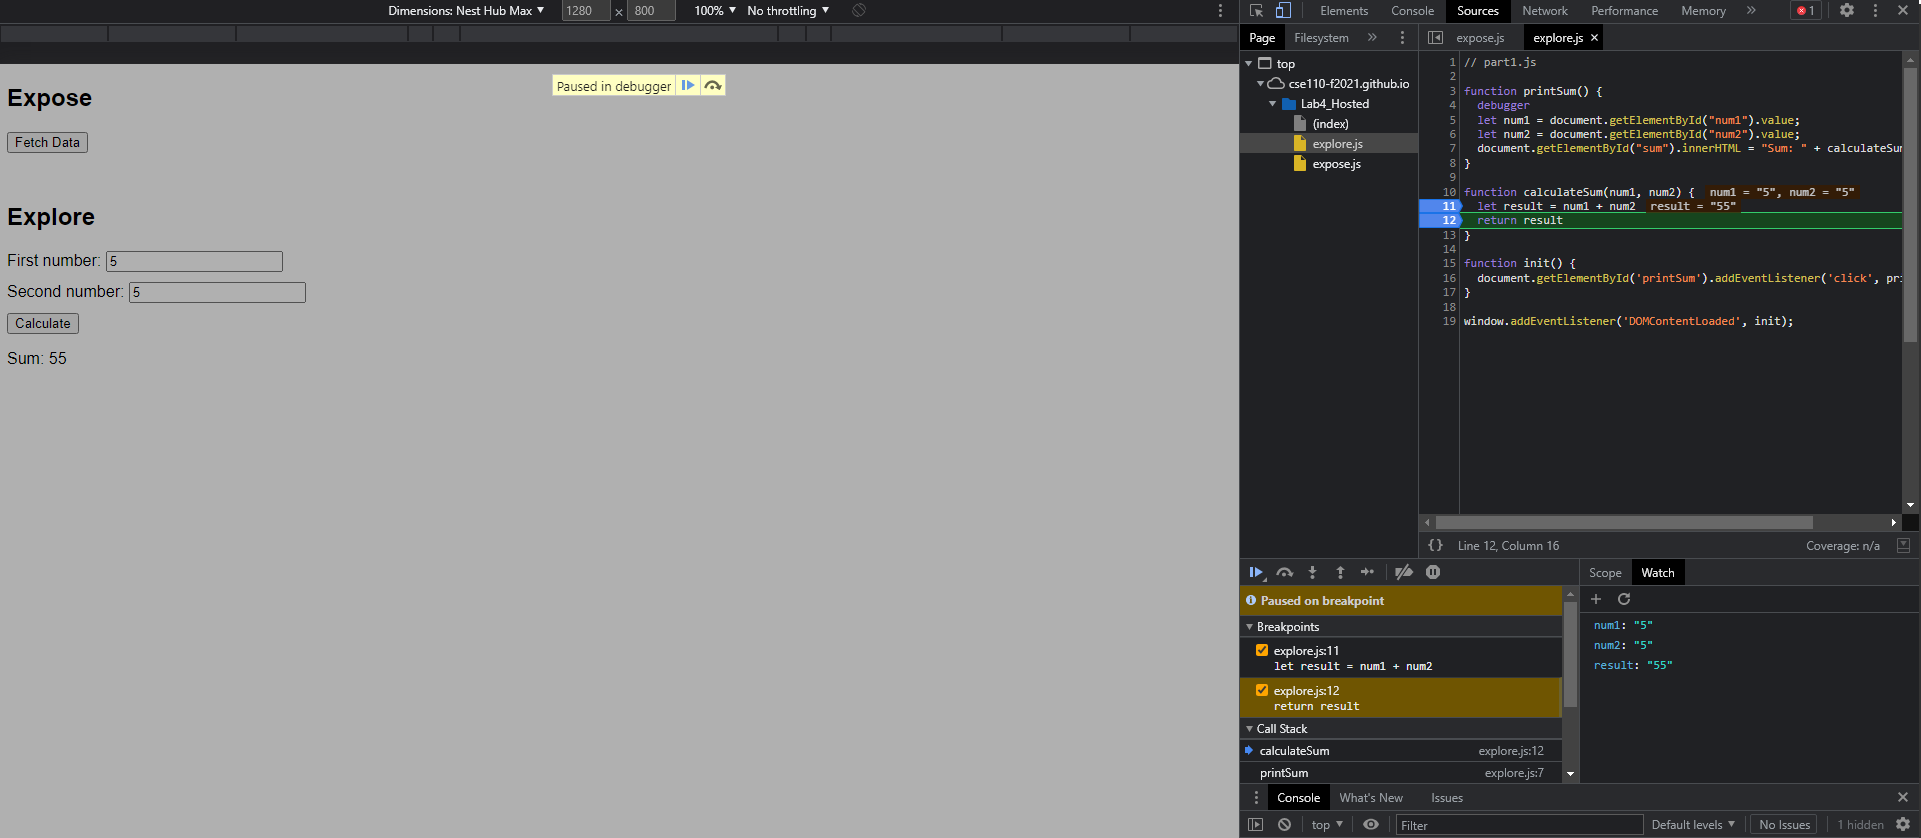 Dimensions: Nest Hub Max ▼ 1280 × 800 100% ▼ No throttling ▼
Elements Console Sources Network Performance Memory » 1
Page Filesystem »
expose.js explore.js ×
Paused in debugger
Expose
Fetch Data
Explore
First number: 5
Second number: 5
Calculate
Sum: 55
top
cse110-f2021.github.io
Lab4_Hosted
(index)
explore.js
expose.js
1 // part1.js
2
3 function printSum() {
4 debugger
5 let num1 = document.getElementById("num1").value;
6 let num2 = document.getElementById("num2").value;
7 document.getElementById("sum").innerHTML = "Sum: " + calculateSum
8 }
9
10 function calculateSum(num1, num2) { num1 = "5", num2 = "5"
11 let result = num1 + num2 result = "55"
12 return result
13 }
14
15 function init() {
16 document.getElementById('printSum').addEventListener('click', pri
17 }
18
19 window.addEventListener('DOMContentLoaded', init);
{} Line 12, Column 16 Coverage: n/a
Paused on breakpoint
Breakpoints
explore.js:11
let result = num1 + num2
explore.js:12
return result
Call Stack
calculateSum explore.js:12
printSum explore.js:7
Scope Watch
num1: "5"
num2: "5"
result: "55"
Console What's New Issues
top ▼ Filter Default levels ▼ No Issues 1 hidden